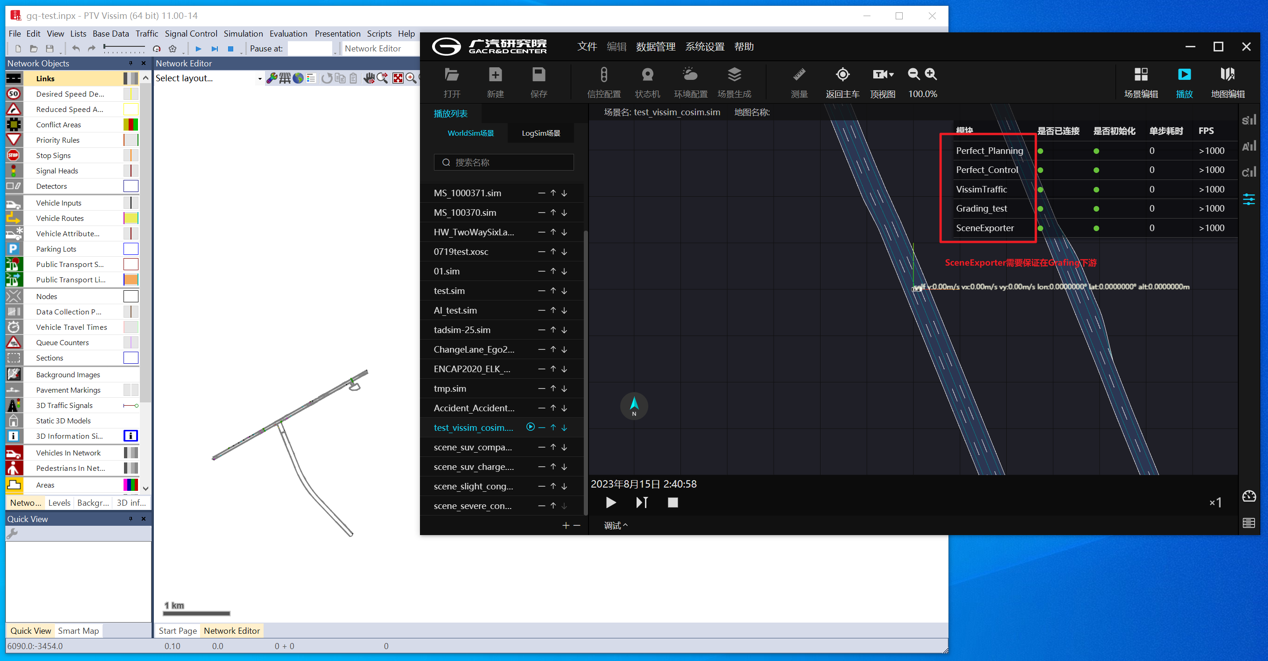 gq-test.inpx - PTV Vissim (64 bit) 11.00-14
File Edit View Lists Base Data Traffic Signal Control Simulation Evaluation Presentation Scripts Help
Pause at: Network Editor
Network Objects
Links
Desired Speed De...
Reduced Speed A...
Conflict Areas
Priority Rules
Stop Signs
Signal Heads
Detectors
Vehicle Inputs
Vehicle Routes
Vehicle Attribute...
Parking Lots
Public Transport S...
Public Transport Li...
Nodes
Data Collection P...
Vehicle Travel Times
Queue Counters
Sections
Background Images
Pavement Markings
3D Traffic Signals
Static 3D Models
3D Information Si...
Vehicles In Network
Pedestrians In Net...
Areas
Netwo... Levels Backgr... 3D inf...
Quick View
Quick View Smart Map
Network Editor
Select layout...
1 km
Start Page Network Editor
6090.0:-3454.0 0.10 0.0 0 + 0 0
广汽研究院
GAC R&D CENTER
文件 编辑 数据管理 系统设置 帮助
打开 新建 保存 信控配置 状态机 环境配置 场景生成 测量 返回主车 顶视图 100.0% 场景编辑 播放 地图编辑
播放列表
WorldSim场景 LogSim场景
搜索名称
MS_1000371.sim
MS_100370.sim
HW_TwoWaySixLa...
0719test.xosc
01.sim
test.sim
AI_test.sim
tadsim-25.sim
ChangeLane_Ego2...
ENCAP2020_ELK_...
tmp.sim
Accident_Accident...
test_vissim_cosim....
scene_suv_compa...
scene_suv_charge....
scene_slight_cong...
scene_severe_con...
场景名: test_vissim_cosim.sim 地图名称:
模块 是否已连接 是否初始化 单步耗时 FPS
Perfect_Planning 0 >1000
Perfect_Control 0 >1000
VissimTraffic 0 >1000
Grading_test 0 >1000
SceneExporter 0 >1000
SceneExporter需要保证在Grafing下游
v:0.00m/s vx:0.00m/s vy:0.00m/s lon:0.0000000° lat:0.0000000° alt:0.0000000m
N
2023年8月15日 2:40:58
×1
调试